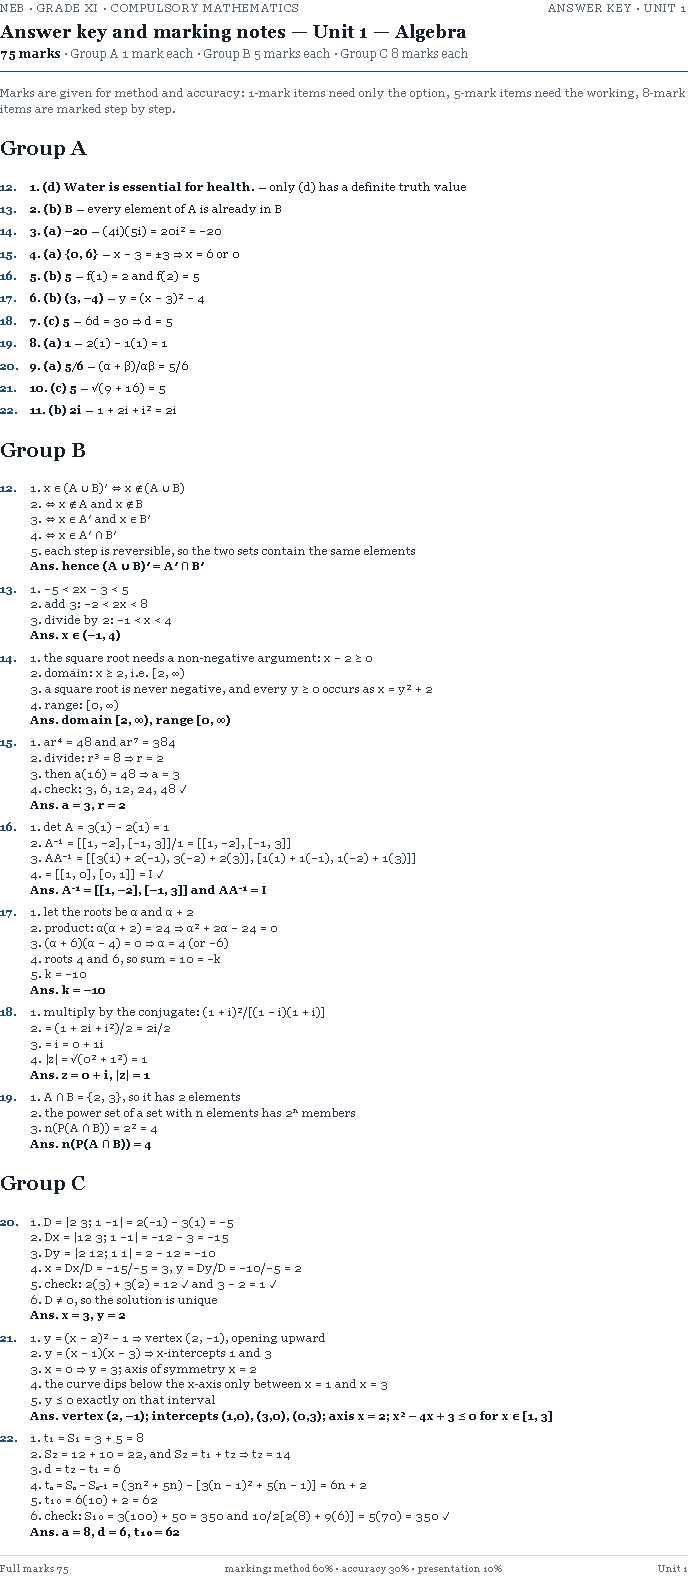 NEB · GRADE XI · COMPULSORY MATHEMATICS
ANSWER KEY · UNIT 1
Answer key and marking notes — Unit 1 — Algebra
75 marks · Group A 1 mark each · Group B 5 marks each · Group C 8 marks each
Marks are given for method and accuracy: 1-mark items need only the option, 5-mark items need the working, 8-mark
items are marked step by step.
Group A
12. 1. (d) Water is essential for health. — only (d) has a definite truth value
13. 2. (b) B — every element of A is already in B
14. 3. (a) −20 — (4i)(5i) = 20i² = −20
15. 4. (a) {0, 6} — x − 3 = ±3 ⇒ x = 6 or 0
16. 5. (b) 5 — f(1) = 2 and f(2) = 5
17. 6. (b) (3, −4) — y = (x − 3)² − 4
18. 7. (c) 5 — 6d = 30 ⇒ d = 5
19. 8. (a) 1 — 2(1) − 1(1) = 1
20. 9. (a) 5/6 — (α + β)/αβ = 5/6
21. 10. (c) 5 — √(9 + 16) = 5
22. 11. (b) 2i — 1 + 2i + i² = 2i
Group B
12. 1. x ∈ (A ∪ B)′ ⇔ x ∉ (A ∪ B)
2. ⇔ x ∉ A and x ∉ B
3. ⇔ x ∈ A′ and x ∈ B′
4. ⇔ x ∈ A′ ∩ B′
5. each step is reversible, so the two sets contain the same elements
Ans. hence (A ∪ B)′ = A′ ∩ B′
13. 1. −5 < 2x − 3 < 5
2. add 3: −2 < 2x < 8
3. divide by 2: −1 < x < 4
Ans. x ∈ (−1, 4)
14. 1. the square root needs a non-negative argument: x − 2 ≥ 0
2. domain: x ≥ 2, i.e. [2, ∞)
3. a square root is never negative, and every y ≥ 0 occurs as x = y² + 2
4. range: [0, ∞)
Ans. domain [2, ∞), range [0, ∞)
15. 1. ar⁴ = 48 and ar⁷ = 384
2. divide: r³ = 8 ⇒ r = 2
3. then a(16) = 48 ⇒ a = 3
4. check: 3, 6, 12, 24, 48 ✓
Ans. a = 3, r = 2
16. 1. det A = 3(1) − 2(1) = 1
2. A⁻¹ = [[1, −2], [−1, 3]]/1 = [[1, −2], [−1, 3]]
3. AA⁻¹ = [[3(1) + 2(−1), 3(−2) + 2(3)], [1(1) + 1(−1), 1(−2) + 1(3)]]
4. = [[1, 0], [0, 1]] = I ✓
Ans. A⁻¹ = [[1, −2], [−1, 3]] and AA⁻¹ = I
17. 1. let the roots be α and α + 2
2. product: α(α + 2) = 24 ⇒ α² + 2α − 24 = 0
3. (α + 6)(α − 4) = 0 ⇒ α = 4 (or −6)
4. roots 4 and 6, so sum = 10 = −k
5. k = −10
Ans. k = −10
18. 1. multiply by the conjugate: (1 + i)²/[(1 − i)(1 + i)]
2. = (1 + 2i + i²)/2 = 2i/2
3. = i = 0 + 1i
4. |z| = √(0² + 1²) = 1
Ans. z = 0 + i, |z| = 1
19. 1. A ∩ B = {2, 3}, so it has 2 elements
2. the power set of a set with n elements has 2ⁿ members
3. n(P(A ∩ B)) = 2² = 4
Ans. n(P(A ∩ B)) = 4
Group C
20. 1. D = |2 3; 1 −1| = 2(−1) − 3(1) = −5
2. Dx = |12 3; 1 −1| = −12 − 3 = −15
3. Dy = |2 12; 1 1| = 2 − 12 = −10
4. x = Dx/D = −15/−5 = 3, y = Dy/D = −10/−5 = 2
5. check: 2(3) + 3(2) = 12 ✓ and 3 − 2 = 1 ✓
6. D ≠ 0, so the solution is unique
Ans. x = 3, y = 2
21. 1. y = (x − 2)² − 1 ⇒ vertex (2, −1), opening upward
2. y = (x − 1)(x − 3) ⇒ x-intercepts 1 and 3
3. x = 0 ⇒ y = 3; axis of symmetry x = 2
4. the curve dips below the x-axis only between x = 1 and x = 3
5. y ≤ 0 exactly on that interval
Ans. vertex (2, −1); intercepts (1,0), (3,0), (0,3); axis x = 2; x² − 4x + 3 ≤ 0 for x ∈ [1, 3]
22. 1. t₁ = S₁ = 3 + 5 = 8
2. S₂ = 12 + 10 = 22, and S₂ = t₁ + t₂ ⇒ t₂ = 14
3. d = t₂ − t₁ = 6
4. tₙ = Sₙ − Sₙ₋₁ = (3n² + 5n) − [3(n − 1)² + 5(n − 1)] = 6n + 2
5. t₁₀ = 6(10) + 2 = 62
6. check: S₁₀ = 3(100) + 50 = 350 and 10/2[2(8) + 9(6)] = 5(70) = 350 ✓
Ans. a = 8, d = 6, t₁₀ = 62
Full marks 75
marking: method 60% · accuracy 30% · presentation 10%
Unit 1